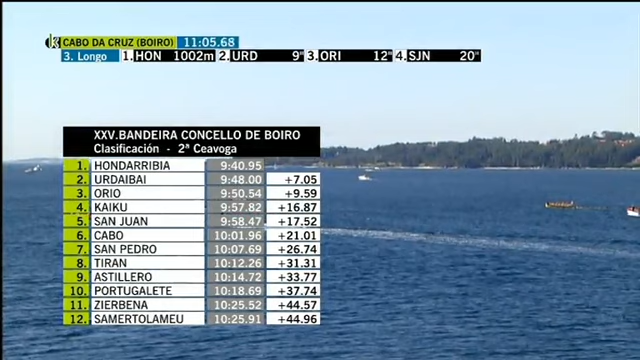 k CABO DA CRUZ (BOIRO) 11:05.68
3. Longo 1.HON 1002m 2.URD 9" 3.ORI 12" 4.SJN 20"
XXV.BANDEIRA CONCELLO DE BOIRO
Clasificación - 2ª Ceavoga
1. HONDARRIBIA 9:40.95
2. URDAIBAI 9:48.00 +7.05
3. ORIO 9:50.54 +9.59
4. KAIKU 9:57.82 +16.87
5. SAN JUAN 9:58.47 +17.52
6. CABO 10:01.96 +21.01
7. SAN PEDRO 10:07.69 +26.74
8. TIRAN 10:12.26 +31.31
9. ASTILLERO 10:14.72 +33.77
10. PORTUGALETE 10:18.69 +37.74
11. ZIERBENA 10:25.52 +44.57
12. SAMERTOLAMEU 10:25.91 +44.96